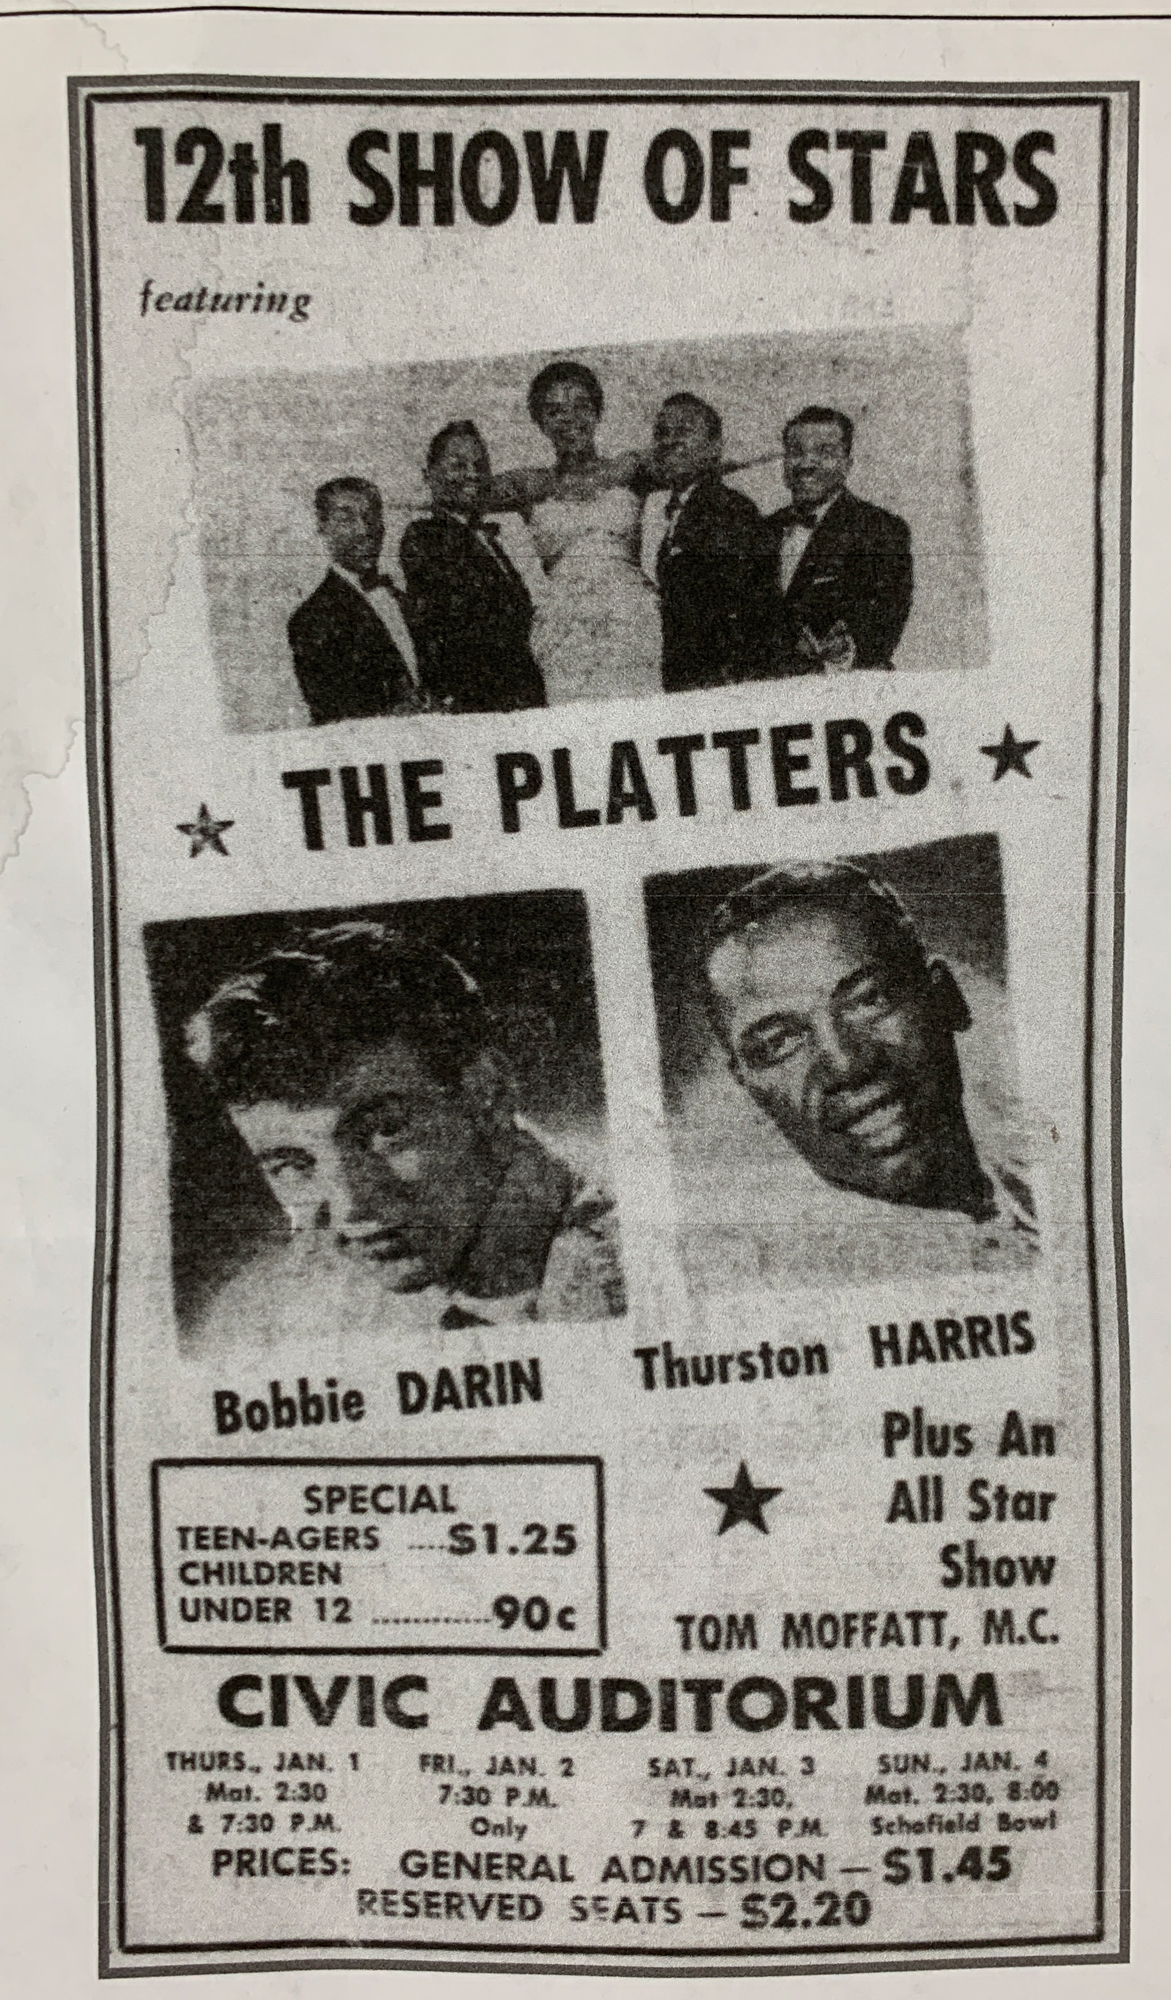 12th SHOW OF STARS
featuring
THE PLATTERS
Bobbie DARIN
Thurston HARRIS
Plus An
All Star
Show
TOM MOFFATT, M.C.
SPECIAL
TEEN-AGERS ....$1.25
CHILDREN
UNDER 12 ............90c
CIVIC AUDITORIUM
THURS., JAN. 1
Mat. 2:30
& 7:30 P.M.
FRI., JAN. 2
7:30 P.M.
Only
SAT., JAN. 3
Mat 2:30,
7 & 8:45 P.M.
SUN., JAN. 4
Mat. 2:30, 8:00
Schofield Bowl
PRICES: GENERAL ADMISSION — $1.45
RESERVED SEATS — $2.20